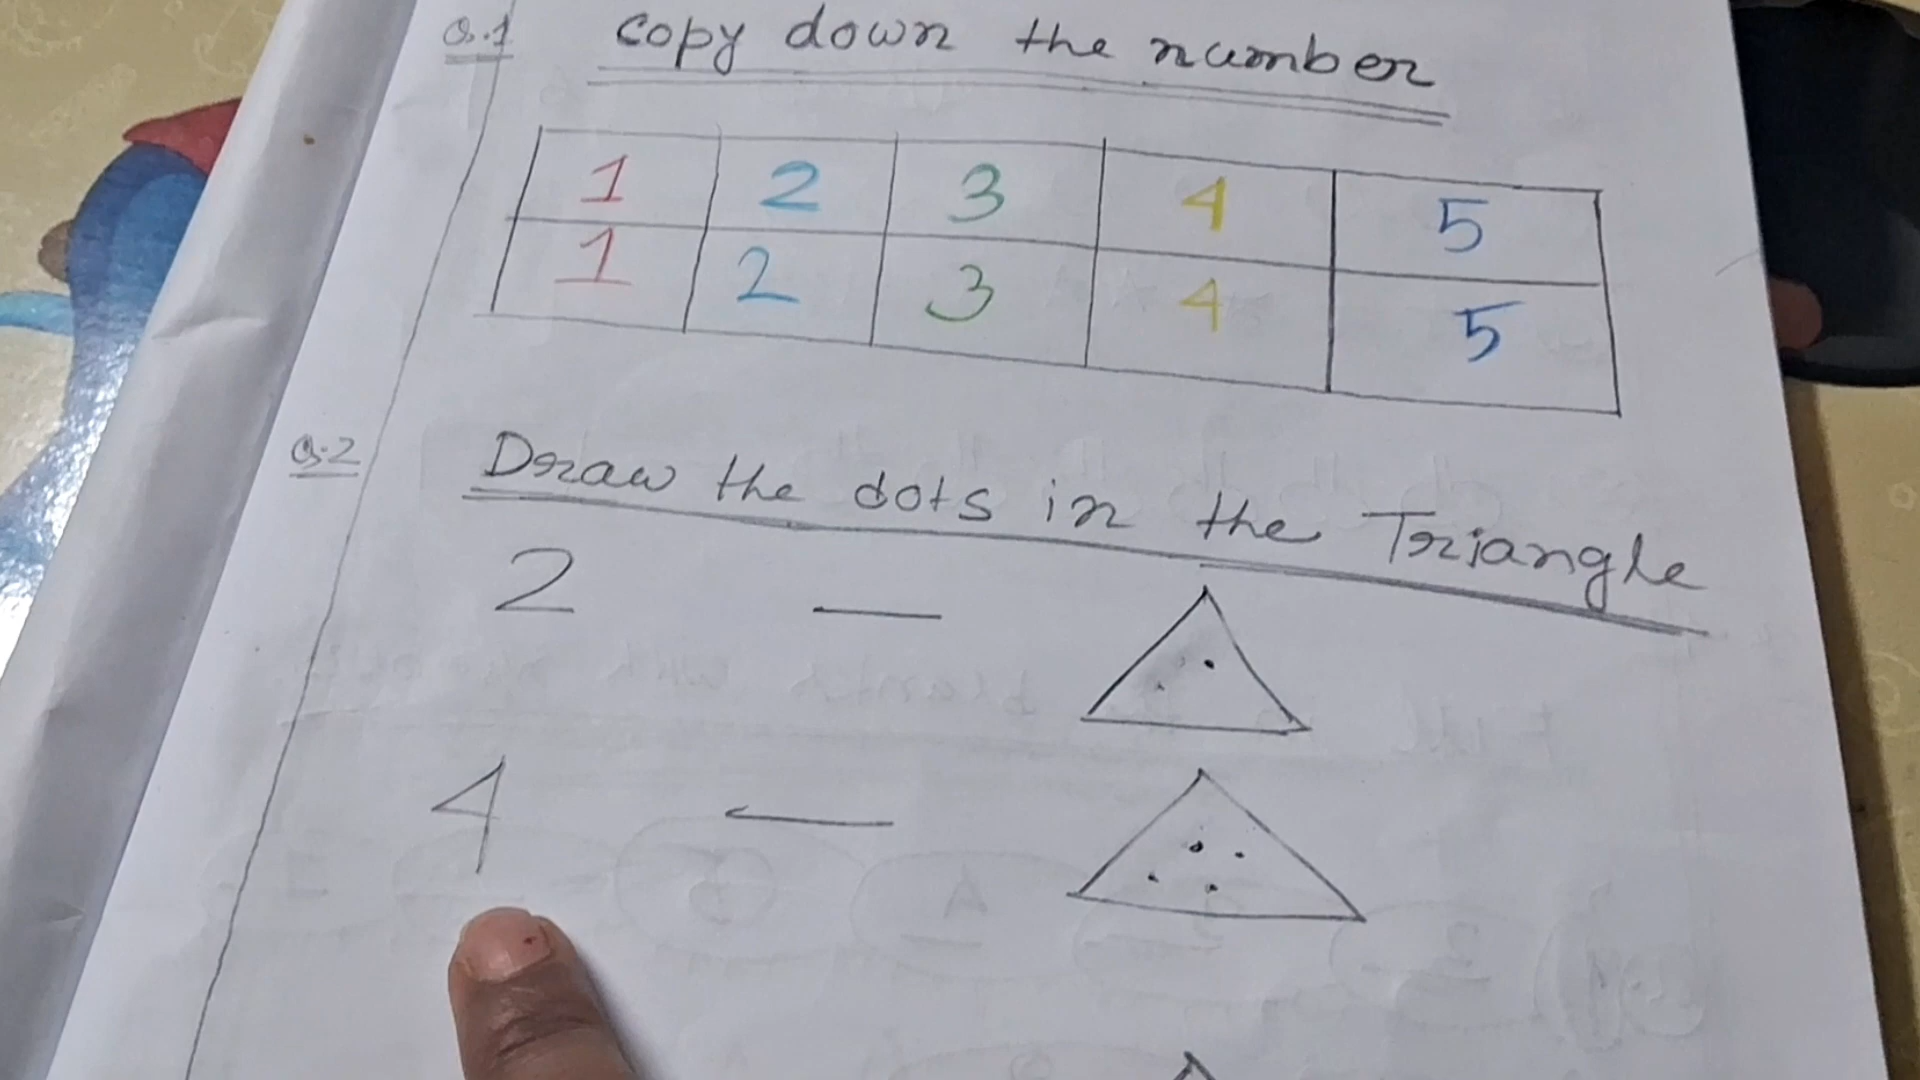 Q.1 copy down the number
1 2 3 4 5
1 2 3 4 5
Q.2 Draw the dots in the Triangle
2 —
4 —